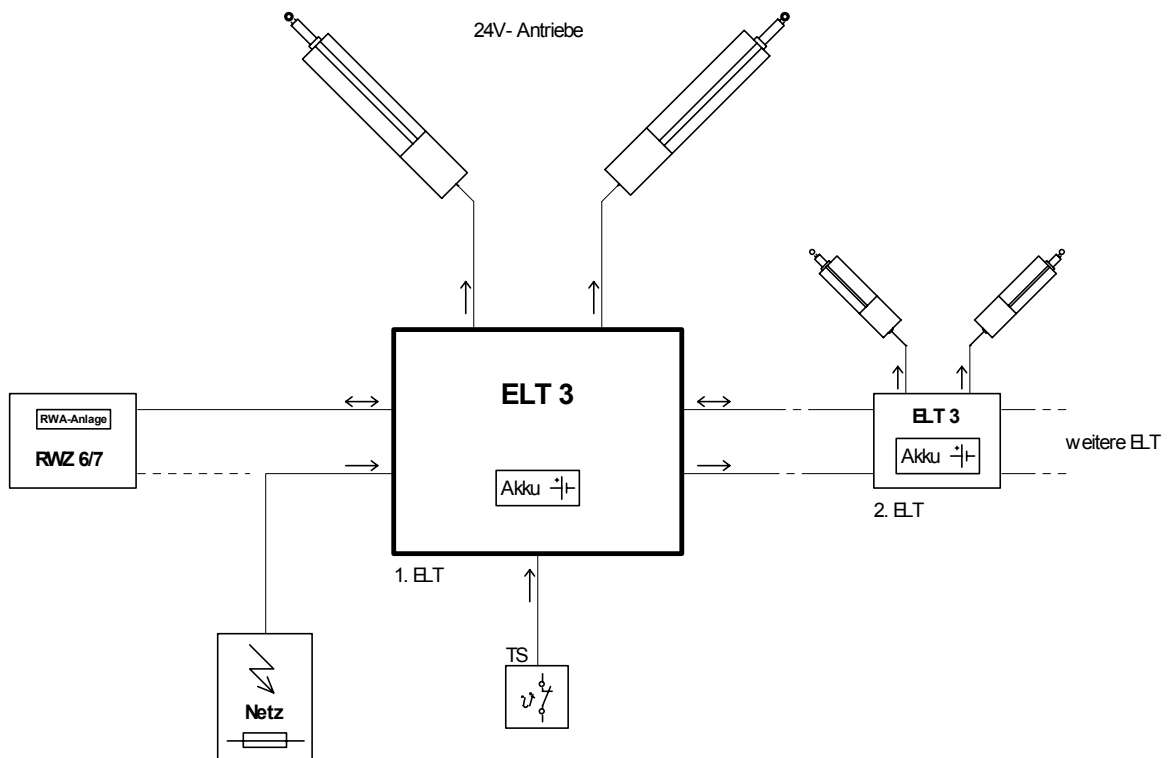 24V- Antriebe
ELT 3
RWA-Anlage
RWZ 6/7
Akku
ELT 3
Akku
weitere ELT
2. ELT
1. ELT
TS
ϑ
Netz